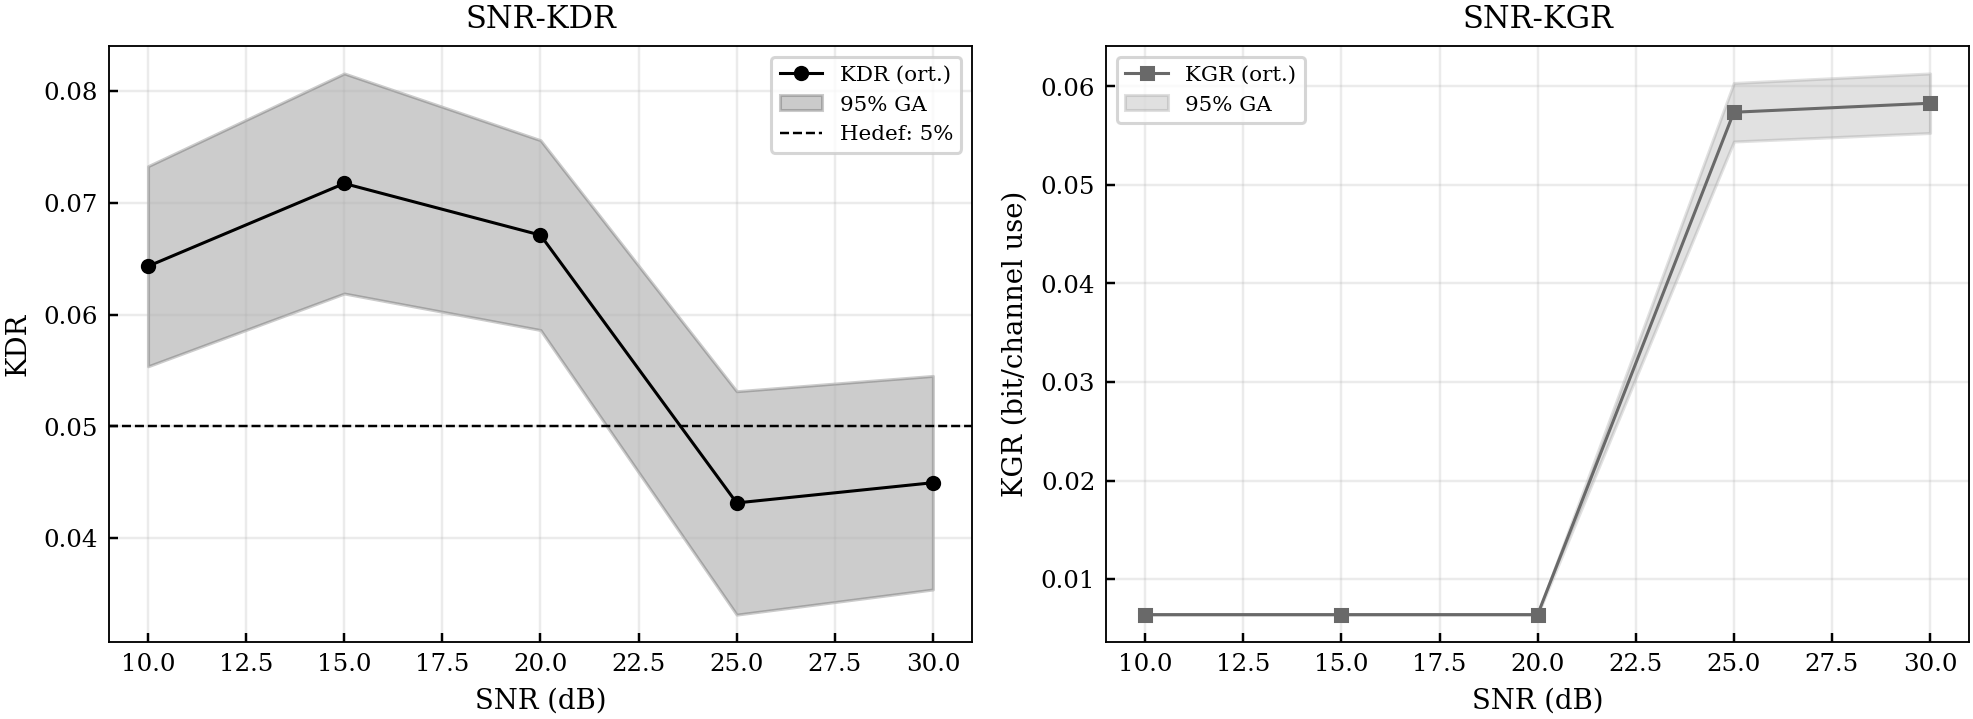 SNR-KDR
KDR
0.08
0.07
0.06
0.05
0.04
KDR (ort.)
95% GA
Hedef: 5%
10.0 12.5 15.0 17.5 20.0 22.5 25.0 27.5 30.0
SNR (dB)
SNR-KGR
KGR (bit/channel use)
0.06
0.05
0.04
0.03
0.02
0.01
KGR (ort.)
95% GA
10.0 12.5 15.0 17.5 20.0 22.5 25.0 27.5 30.0
SNR (dB)